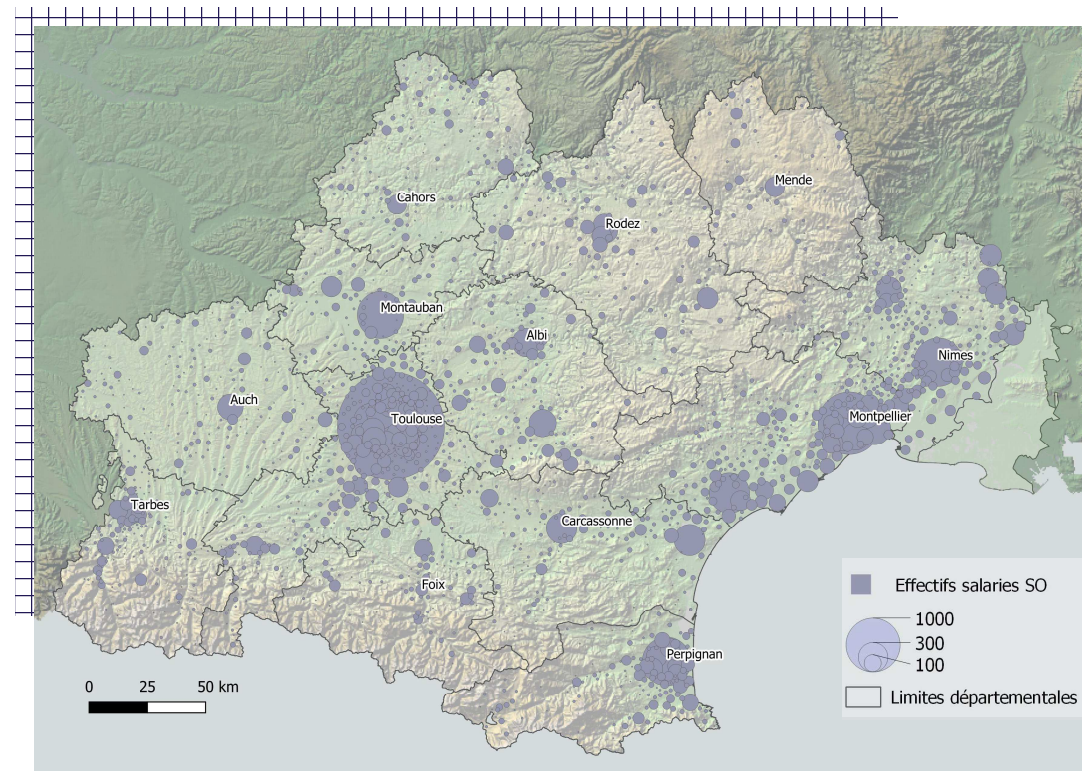 Cahors
Mende
Rodez
Montauban
Albi
Nimes
Auch
Toulouse
Montpellier
Tarbes
Carcassonne
Foix
Perpignan
Effectifs salaries SO
1000
300
100
Limites départementales
0 25 50 km